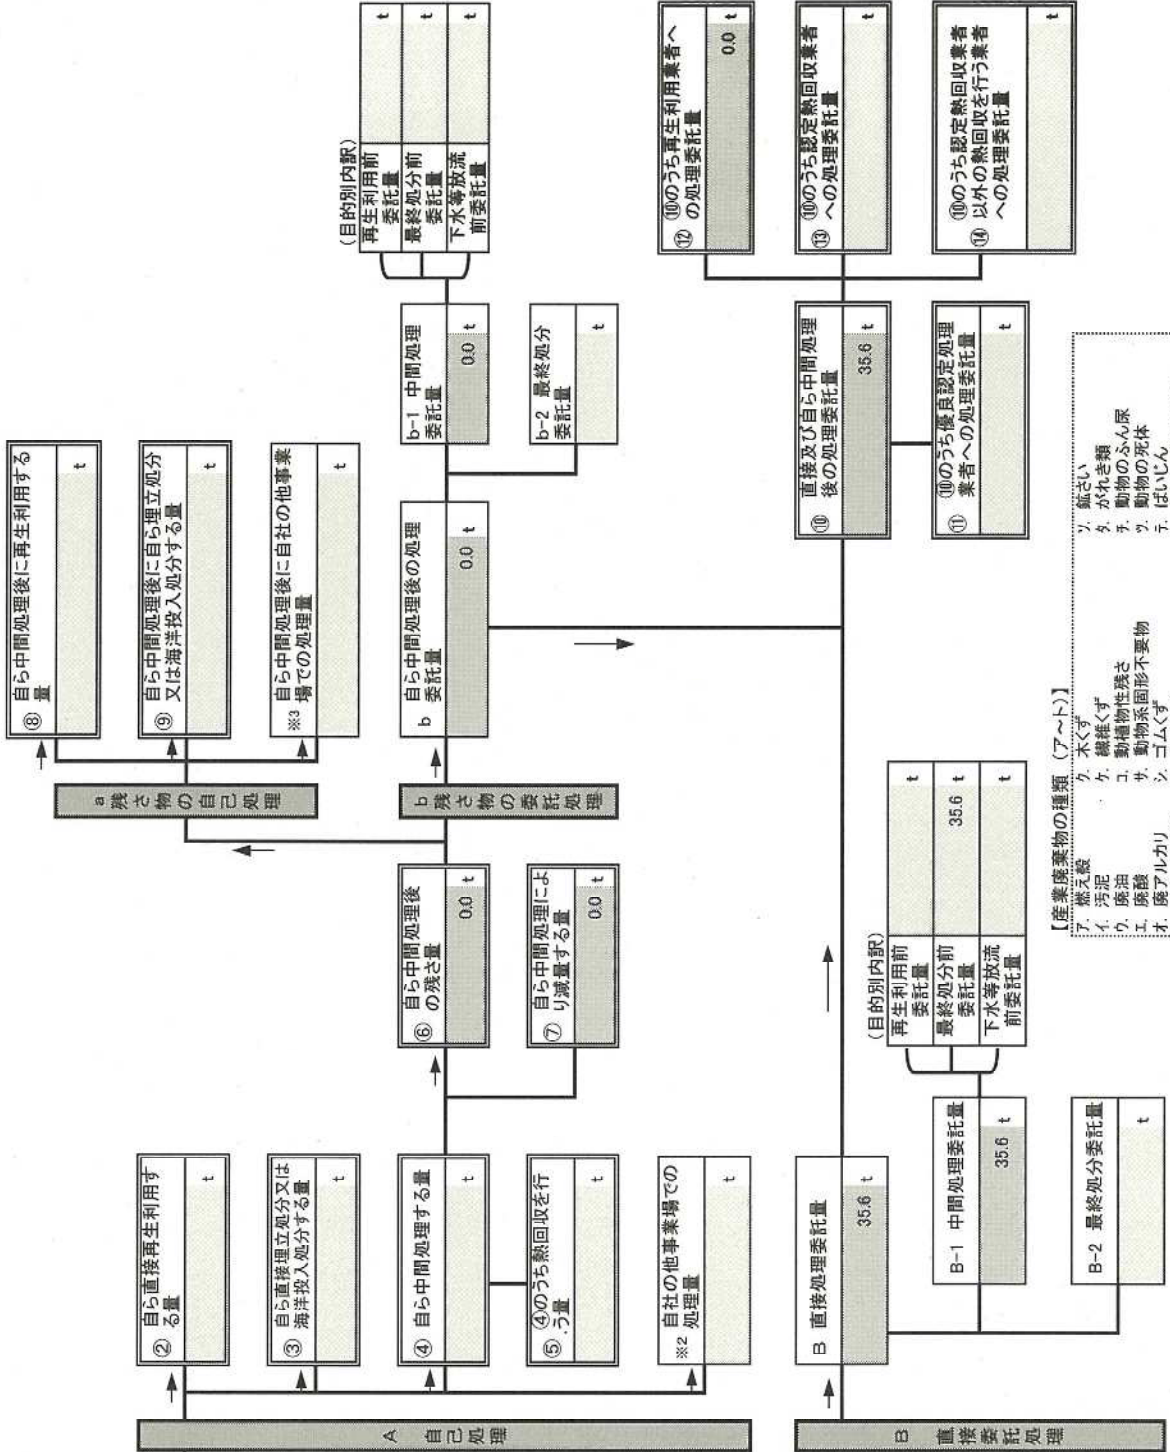 A 自己処理
② 自ら直接再生利用す
る量
t
③ 自ら直接埋立処分又は
海洋投入処分する量
t
④ 自ら中間処理する量
t
⑤ ④のうち熱回収を行
う量
t
※2 自社の他事業場での
処理量
t
⑥ 自ら中間処理後
の残さ量
0.0 t
⑦ 自ら中間処理によ
り減量する量
0.0 t
a 残さ物の自己処理
⑧ 自ら中間処理後に再生利用する
量
t
⑨ 自ら中間処理後に自ら埋立処分
又は海洋投入処分する量
t
※3 自ら中間処理後に自社の他事業
場での処理量
t
b 残さ物の委託処理
b 自ら中間処理後の処理
委託量
0.0 t
b-1 中間処理
委託量
0.0 t
b-2 最終処分
委託量
t
(目的別内訳)
再生利用前
委託量 t
最終処分前
委託量 t
下水等放流
前委託量 t
B 直接委託処理
B 直接処理委託量
35.6 t
B-1 中間処理委託量
35.6 t
B-2 最終処分委託量
t
(目的別内訳)
再生利用前
委託量 t
最終処分前
委託量 35.6 t
下水等放流
前委託量 t
⑩ 直接及び自ら中間処理
後の処理委託量
35.6 t
⑪ ⑩のうち優良認定処理
業者への処理委託量
t
⑫ ⑩のうち再生利用業者へ
の処理委託量
0.0 t
⑬ ⑩のうち認定熱回収業者
への処理委託量
t
⑭ ⑩のうち認定熱回収業者
以外の熱回収を行う業者
への処理委託量
t
【産業廃棄物の種類 (ア～ト)】
ア. 燃え殻
イ. 汚泥
ウ. 廃油
エ. 廃酸
オ. 廃アルカリ
ク. 木くず
ケ. 繊維くず
コ. 動植物性残さ
サ. 動物系固形不要物
シ. ゴムくず
ソ. 鉱さい
タ. がれき類
チ. 動物のふん尿
ツ. 動物の死体
テ. ばいじん